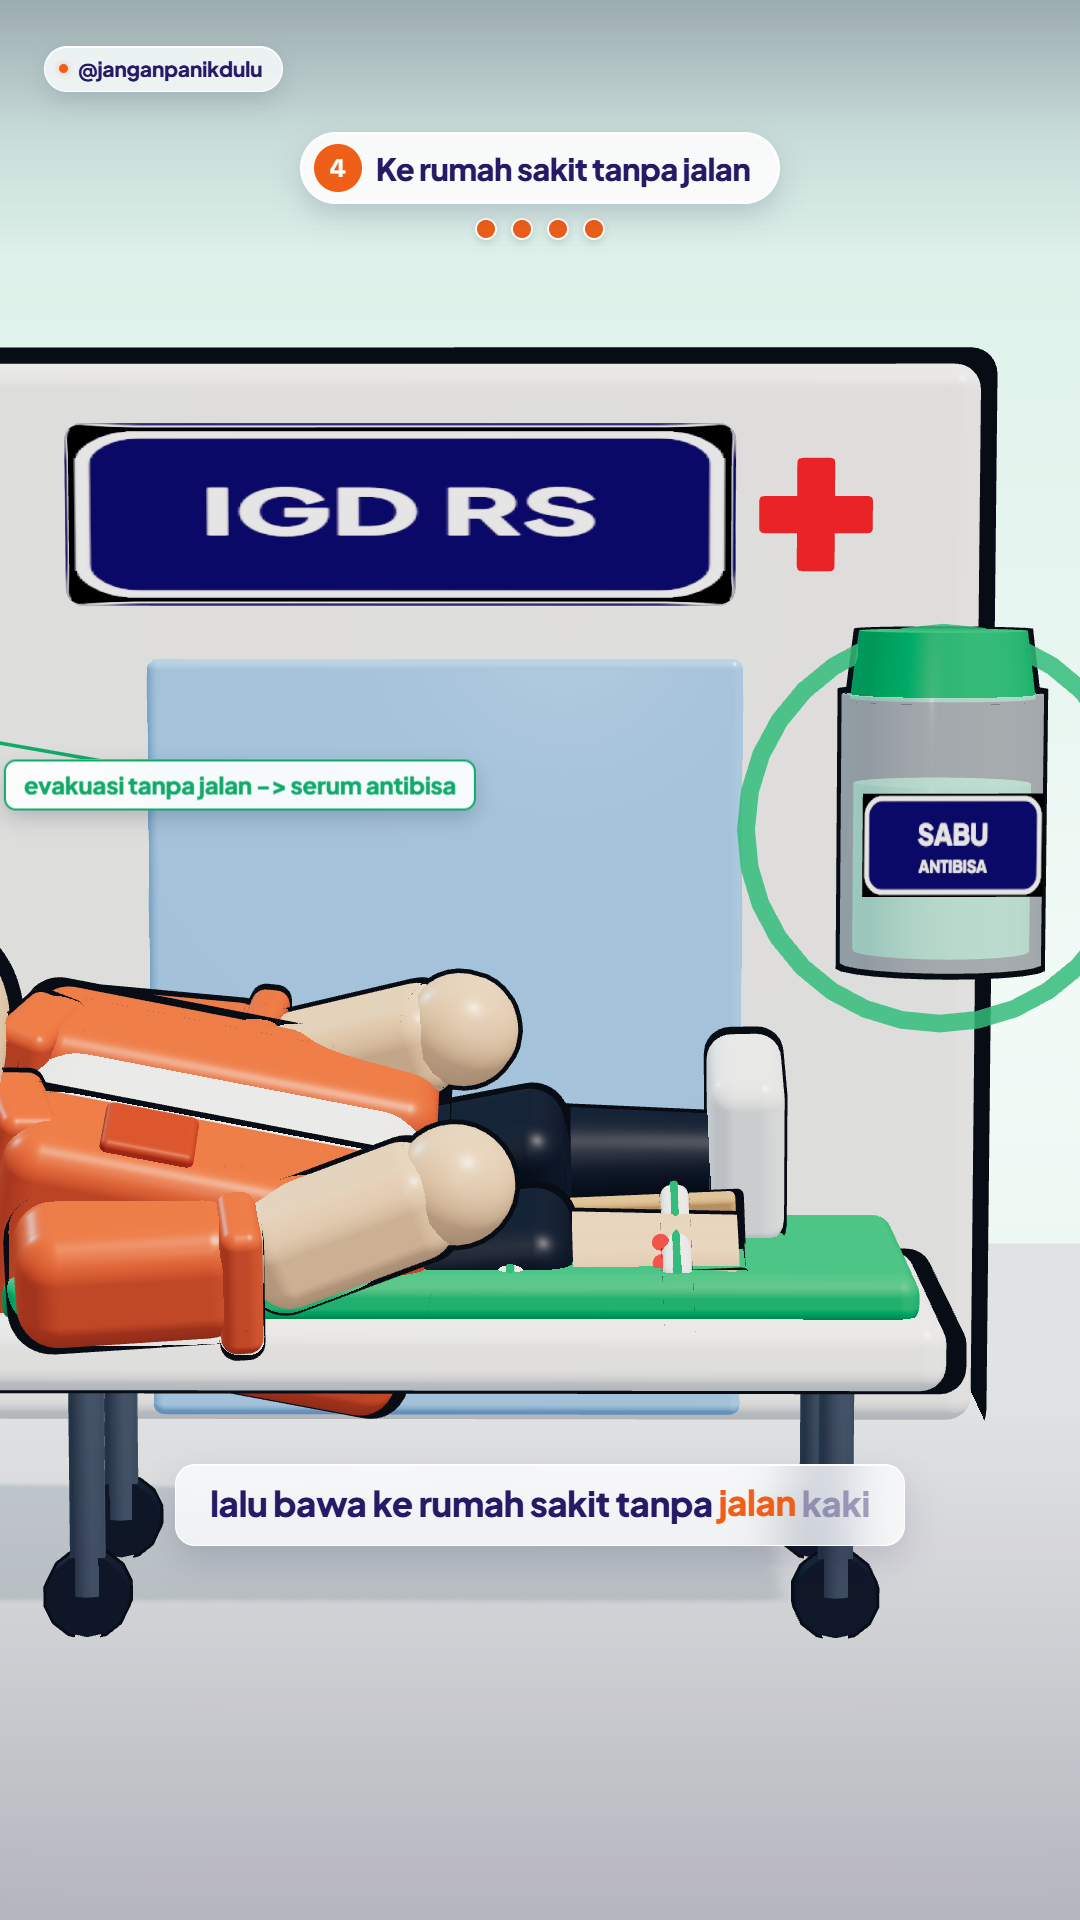 @janganpanikdulu
4 Ke rumah sakit tanpa jalan
IGD RS
evakuasi tanpa jalan -> serum antibisa
SABU
ANTIBISA
lalu bawa ke rumah sakit tanpa jalan kaki